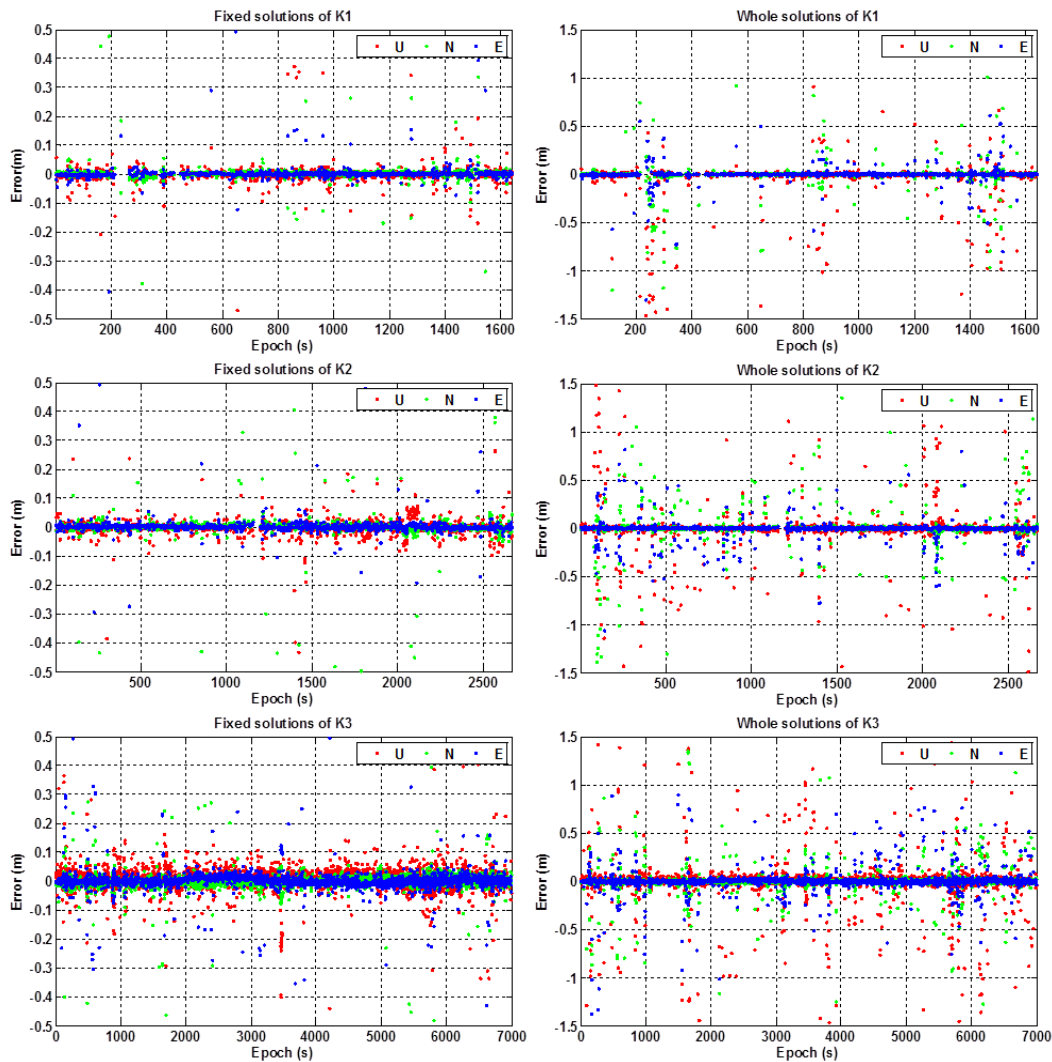 Fixed solutions of K1
0.5
0.4
0.3
0.2
0.1
0
-0.1
-0.2
-0.3
-0.4
-0.5
Error(m)
U N E
200 400 600 800 1000 1200 1400 1600
Epoch (s)
Whole solutions of K1
1.5
1
0.5
0
-0.5
-1
-1.5
Error (m)
U N E
200 400 600 800 1000 1200 1400 1600
Epoch (s)
Fixed solutions of K2
0.5
0.4
0.3
0.2
0.1
0
-0.1
-0.2
-0.3
-0.4
-0.5
Error (m)
U N E
500 1000 1500 2000 2500
Epoch (s)
Whole solutions of K2
1.5
1
0.5
0
-0.5
-1
-1.5
Error (m)
U N E
500 1000 1500 2000 2500
Epoch (s)
Fixed solutions of K3
0.5
0.4
0.3
0.2
0.1
0
-0.1
-0.2
-0.3
-0.4
-0.5
Error (m)
U N E
0 1000 2000 3000 4000 5000 6000 7000
Epoch (s)
Whole solutions of K3
1.5
1
0.5
0
-0.5
-1
-1.5
Error (m)
U N E
0 1000 2000 3000 4000 5000 6000 7000
Epoch (s)